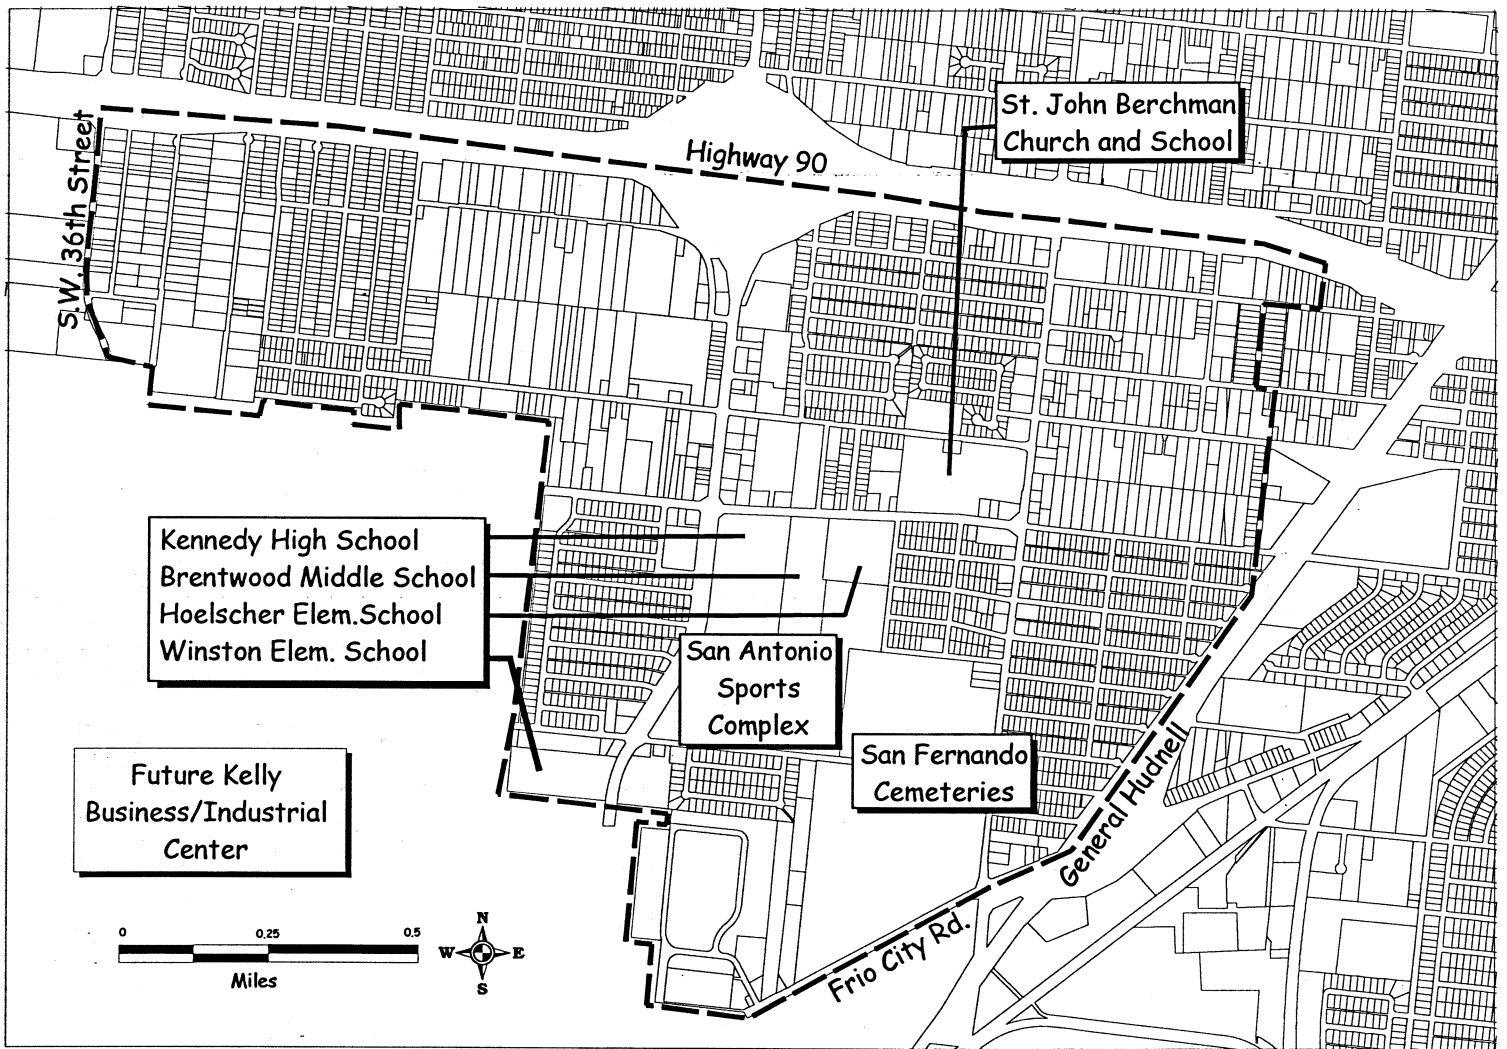 St. John Berchman
Church and School
Highway 90
S.W. 36th Street
Kennedy High School
Brentwood Middle School
Hoelscher Elem.School
Winston Elem. School
San Antonio
Sports
Complex
San Fernando
Cemeteries
Future Kelly
Business/Industrial
Center
General Hudnell
Frio City Rd.
0 0.25 0.5
Miles
N
W E
S